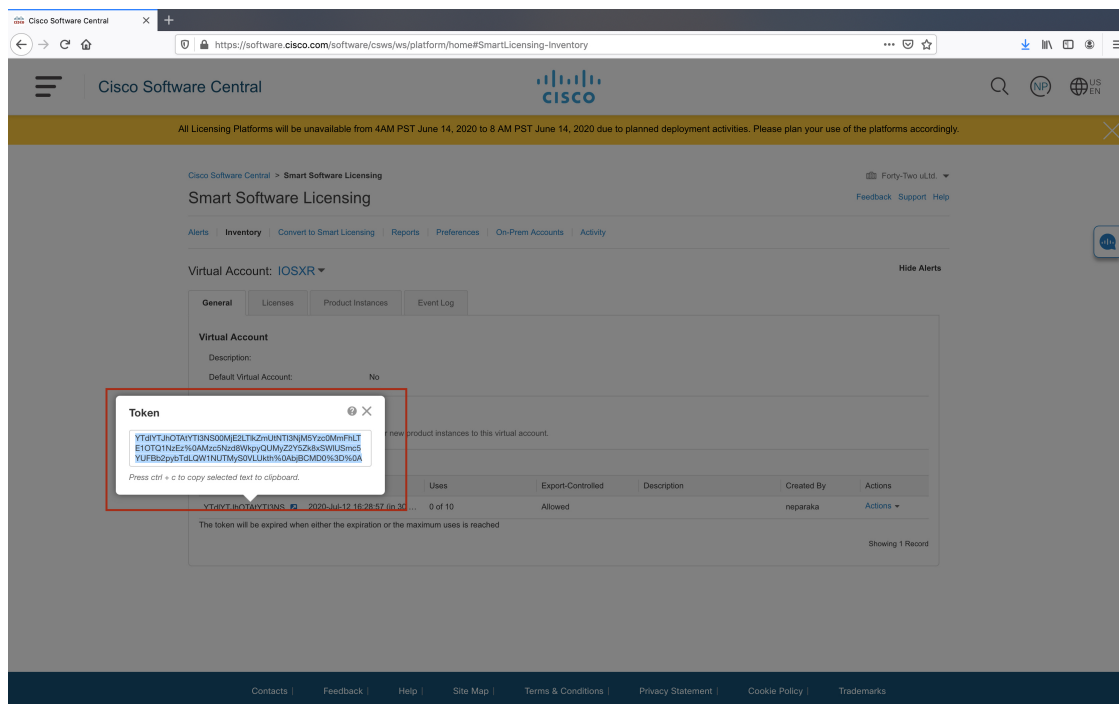 Cisco Software Central
https://software.cisco.com/software/csws/ws/platform/home#SmartLicensing-Inventory
Cisco Software Central
CISCO
NP
US
EN
All Licensing Platforms will be unavailable from 4AM PST June 14, 2020 to 8 AM PST June 14, 2020 due to planned deployment activities. Please plan your use of the platforms accordingly.
Cisco Software Central > Smart Software Licensing
Forty-Two uLtd.
Smart Software Licensing
Feedback Support Help
Alerts | Inventory | Convert to Smart Licensing | Reports | Preferences | On-Prem Accounts | Activity
Virtual Account: IOSXR
Hide Alerts
General Licenses Product Instances Event Log
Virtual Account
Description:
Default Virtual Account: No
Token
new product instances to this virtual account.
YTdlYTJhOTAtYTI3NS00MjE2LTlkZmUtNTI3NjM5Yzc0MmFhLT
E1OTQ1NzEz%0AMzc5Nzd8WkpyQUMyZ2Y5Zk8xSWlUSmc5
YUFBb2pybTdLQW1NUTMyS0VLUkth%0AbjBCMD0%3D%0A
Press ctrl + c to copy selected text to clipboard.
Uses Export-Controlled Description Created By Actions
YTdlYTJhOTAtYTI3NS 2020-Jul-12 16:28:57 (in 30 ... 0 of 10 Allowed neparaka Actions
The token will be expired when either the expiration or the maximum uses is reached
Showing 1 Record
Contacts | Feedback | Help | Site Map | Terms & Conditions | Privacy Statement | Cookie Policy | Trademarks